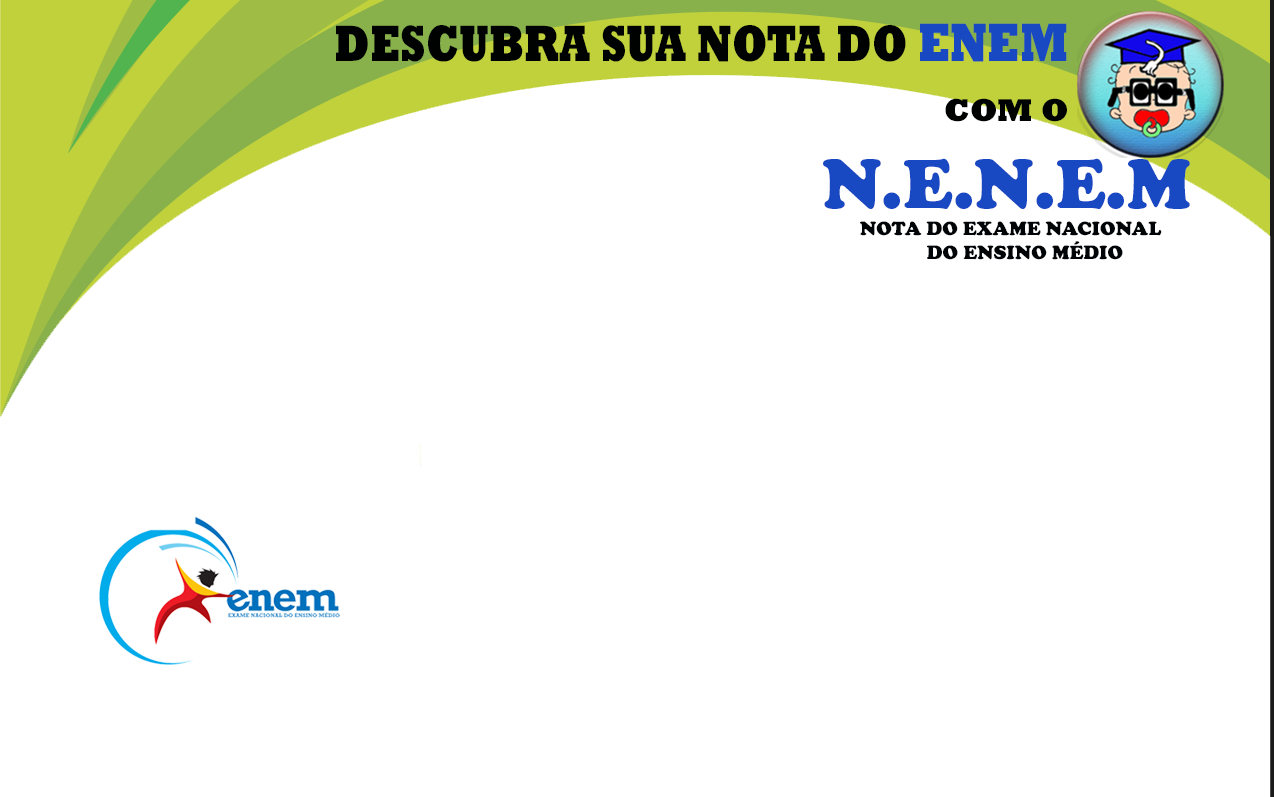 DESCUBRA SUA NOTA DO ENEM
COM O
N.E.N.E.M
NOTA DO EXAME NACIONAL
DO ENSINO MÉDIO
enem
EXAME NACIONAL DO ENSINO MÉDIO